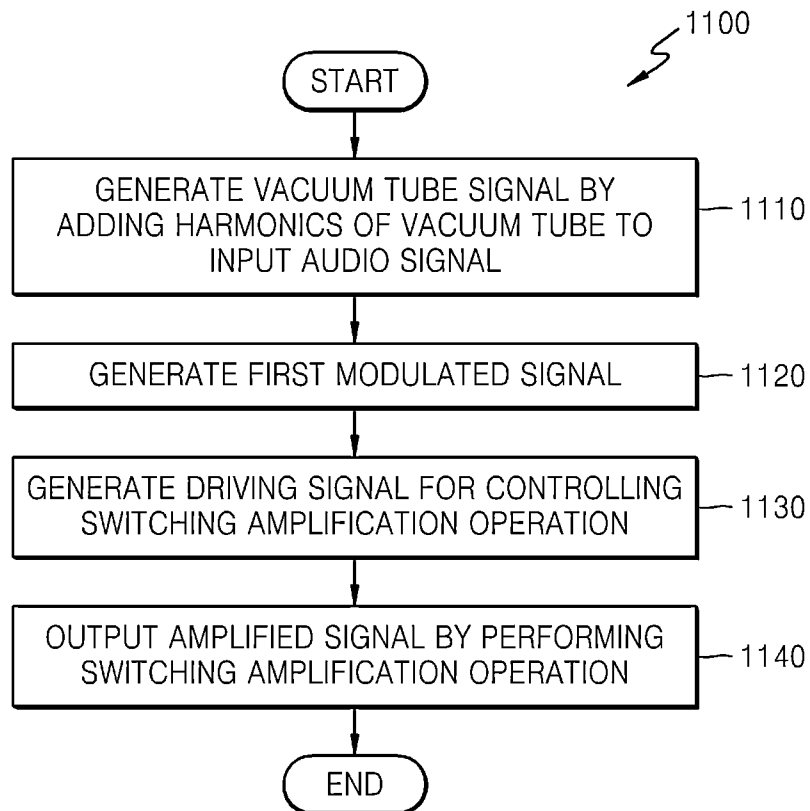 1100
START
GENERATE VACUUM TUBE SIGNAL BY
ADDING HARMONICS OF VACUUM TUBE TO
INPUT AUDIO SIGNAL
1110
GENERATE FIRST MODULATED SIGNAL
1120
GENERATE DRIVING SIGNAL FOR CONTROLLING
SWITCHING AMPLIFICATION OPERATION
1130
OUTPUT AMPLIFIED SIGNAL BY PERFORMING
SWITCHING AMPLIFICATION OPERATION
1140
END